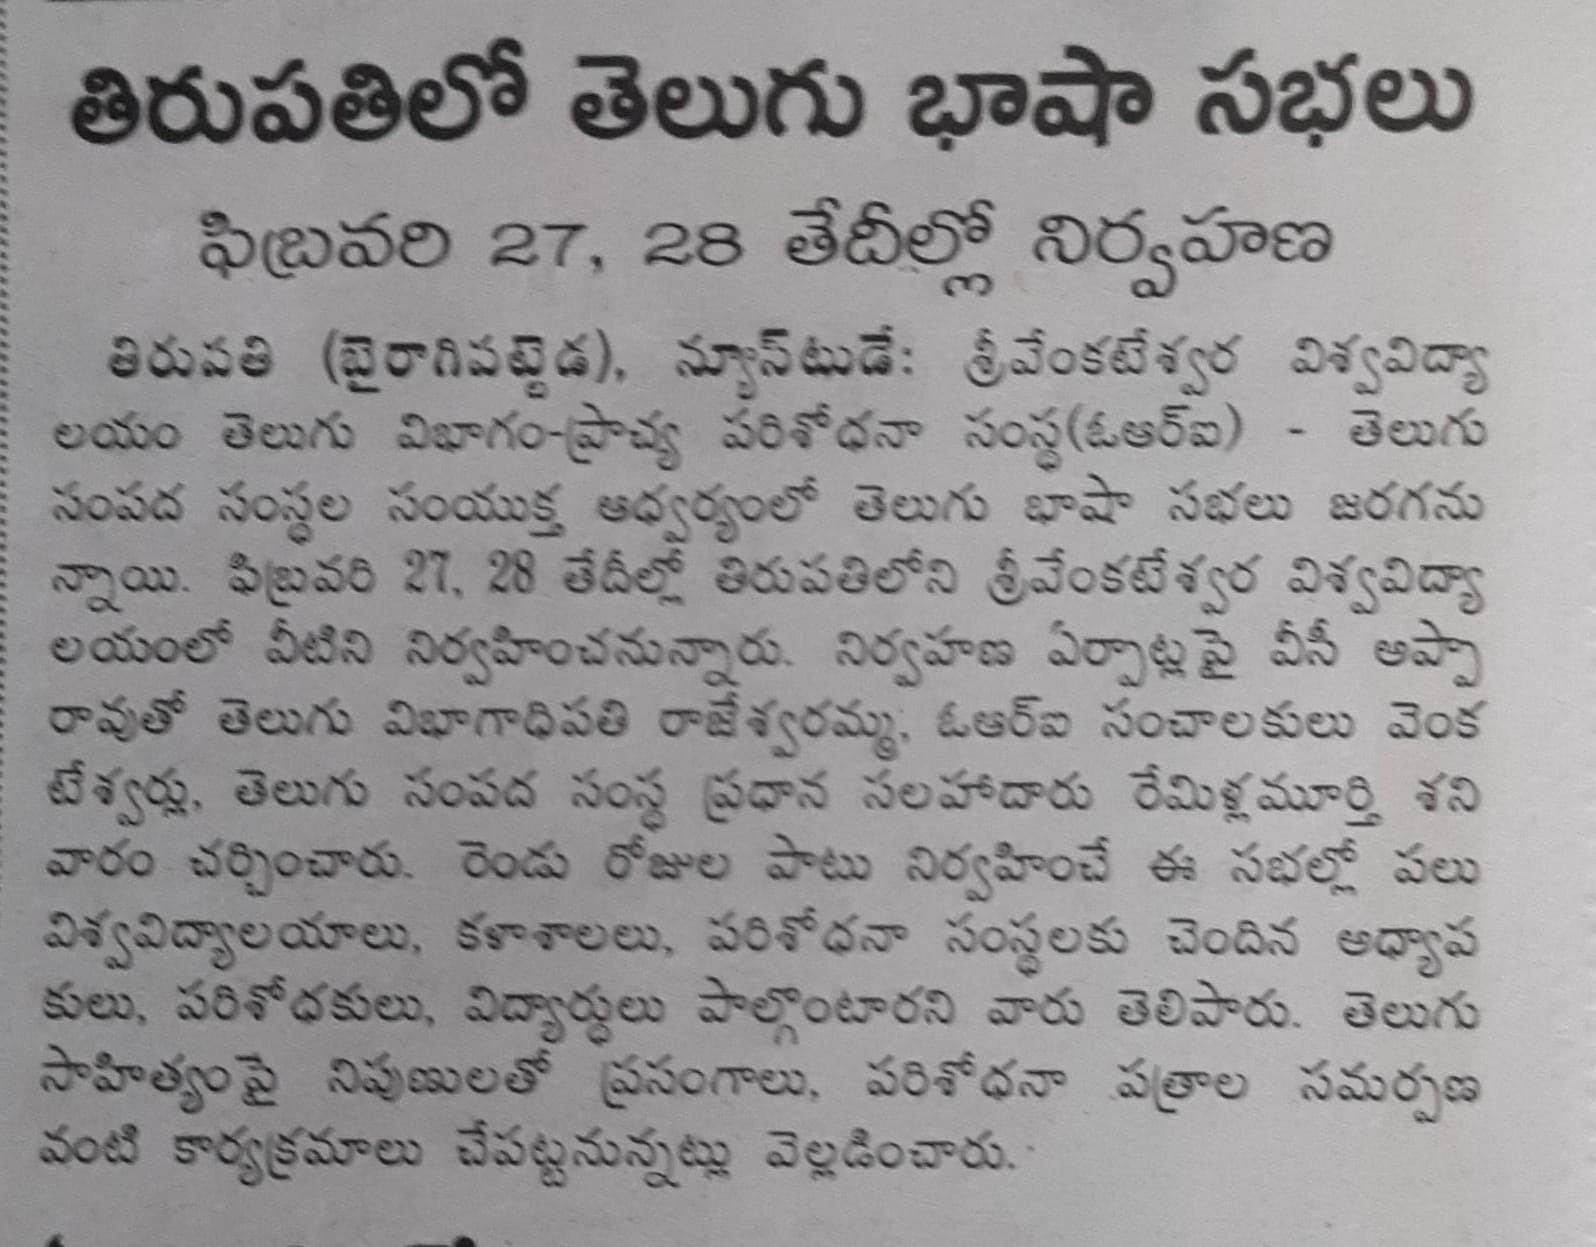 తిరుపతిలో తెలుగు భాషా సభలు
ఫిబ్రవరి 27, 28 తేదీల్లో నిర్వహణ
తిరుపతి (బైరాగిపట్టెడ), న్యూస్‌టుడే: శ్రీవేంకటేశ్వర విశ్వవిద్యా
లయం తెలుగు విభాగం-ప్రాచ్య పరిశోధనా సంస్థ(ఓఆర్ఐ) - తెలుగు
సంపద సంస్థల సంయుక్త ఆధ్వర్యంలో తెలుగు భాషా సభలు జరగను
న్నాయి. ఫిబ్రవరి 27, 28 తేదీల్లో తిరుపతిలోని శ్రీవేంకటేశ్వర విశ్వవిద్యా
లయంలో వీటిని నిర్వహించనున్నారు. నిర్వహణ ఏర్పాట్లపై వీసీ అప్పా
రావుతో తెలుగు విభాగాధిపతి రాజేశ్వరమ్మ, ఓఆర్ఐ సంచాలకులు వెంక
టేశ్వర్లు, తెలుగు సంపద సంస్థ ప్రధాన సలహాదారు రేమిళ్లమూర్తి శని
వారం చర్చించారు. రెండు రోజుల పాటు నిర్వహించే ఈ సభల్లో పలు
విశ్వవిద్యాలయాలు, కళాశాలలు, పరిశోధనా సంస్థలకు చెందిన అధ్యాప
కులు, పరిశోధకులు, విద్యార్థులు పాల్గొంటారని వారు తెలిపారు. తెలుగు
సాహిత్యంపై నిపుణులతో ప్రసంగాలు, పరిశోధనా పత్రాల సమర్పణ
వంటి కార్యక్రమాలు చేపట్టనున్నట్లు వెల్లడించారు.